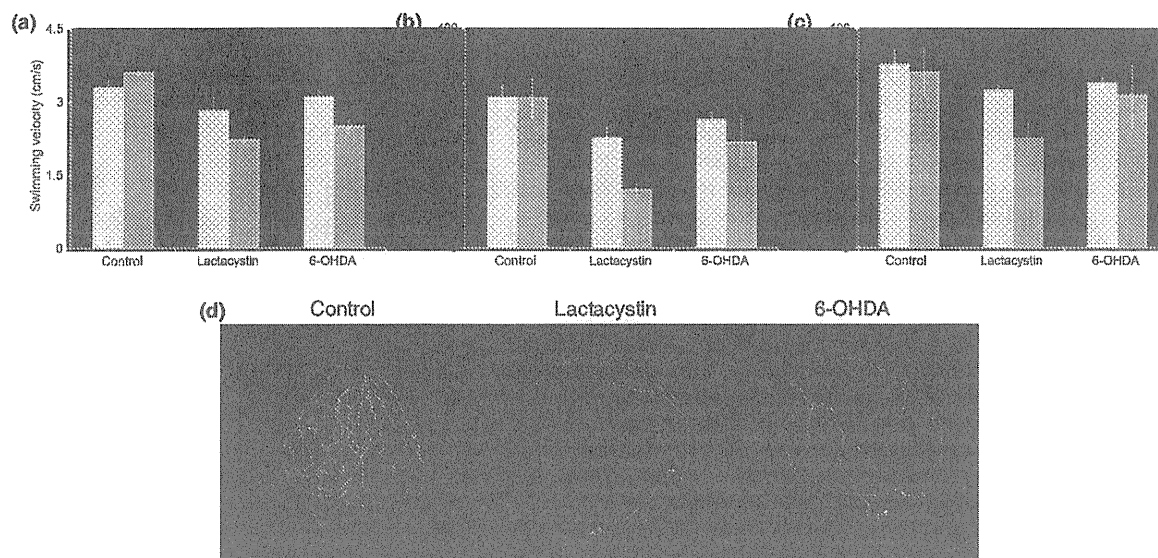 (a)
4.5
3
1.5
0
Swimming velocity (cm/s)
Control Lactacystin 6-OHDA
(b)
Control Lactacystin 6-OHDA
(c)
Control Lactacystin 6-OHDA
(d)
Control Lactacystin 6-OHDA